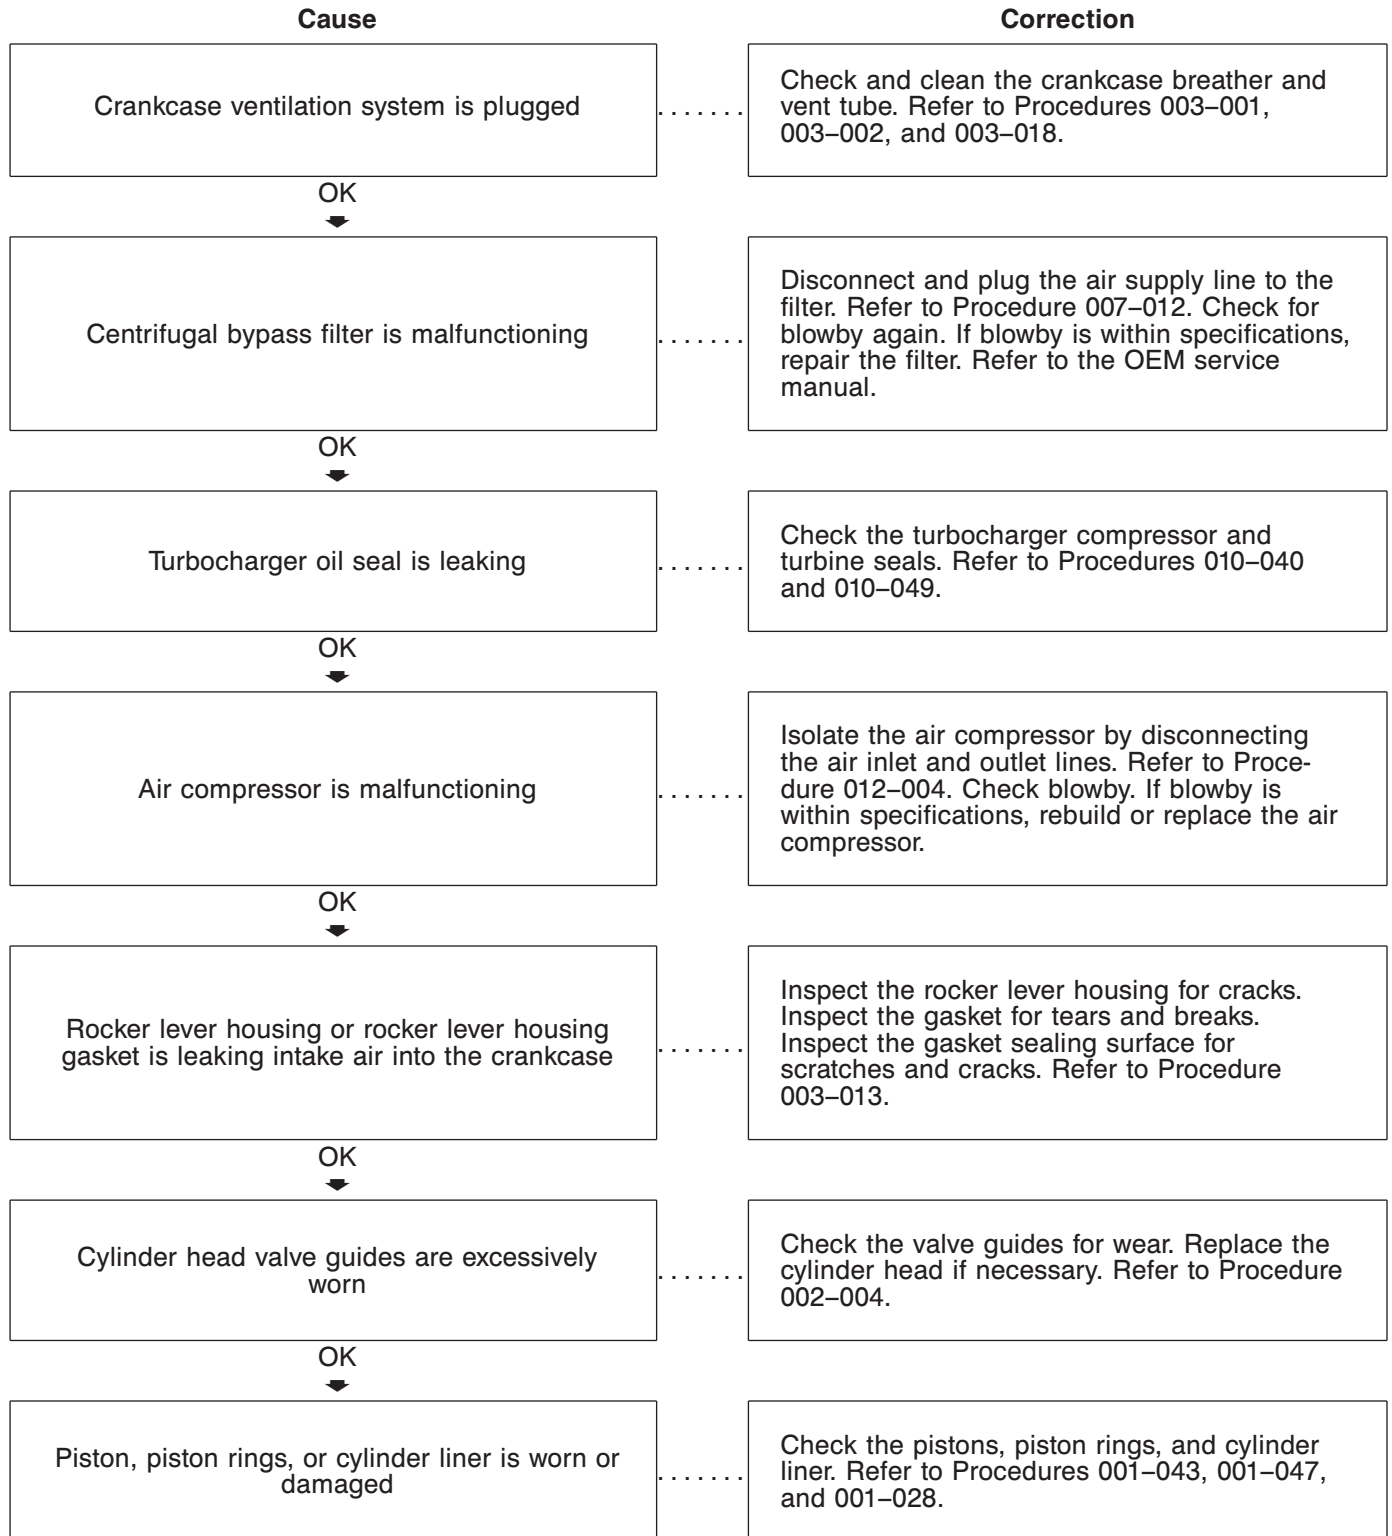 Cause
Correction
Crankcase ventilation system is plugged
.......
Check and clean the crankcase breather and
vent tube. Refer to Procedures 003–001,
003–002, and 003–018.
OK
Centrifugal bypass filter is malfunctioning
.......
Disconnect and plug the air supply line to the
filter. Refer to Procedure 007–012. Check for
blowby again. If blowby is within specifications,
repair the filter. Refer to the OEM service
manual.
OK
Turbocharger oil seal is leaking
.......
Check the turbocharger compressor and
turbine seals. Refer to Procedures 010–040
and 010–049.
OK
Air compressor is malfunctioning
.......
Isolate the air compressor by disconnecting
the air inlet and outlet lines. Refer to Proce-
dure 012–004. Check blowby. If blowby is
within specifications, rebuild or replace the air
compressor.
OK
Rocker lever housing or rocker lever housing
gasket is leaking intake air into the crankcase
.......
Inspect the rocker lever housing for cracks.
Inspect the gasket for tears and breaks.
Inspect the gasket sealing surface for
scratches and cracks. Refer to Procedure
003–013.
OK
Cylinder head valve guides are excessively
worn
.......
Check the valve guides for wear. Replace the
cylinder head if necessary. Refer to Procedure
002–004.
OK
Piston, piston rings, or cylinder liner is worn or
damaged
.......
Check the pistons, piston rings, and cylinder
liner. Refer to Procedures 001–043, 001–047,
and 001–028.